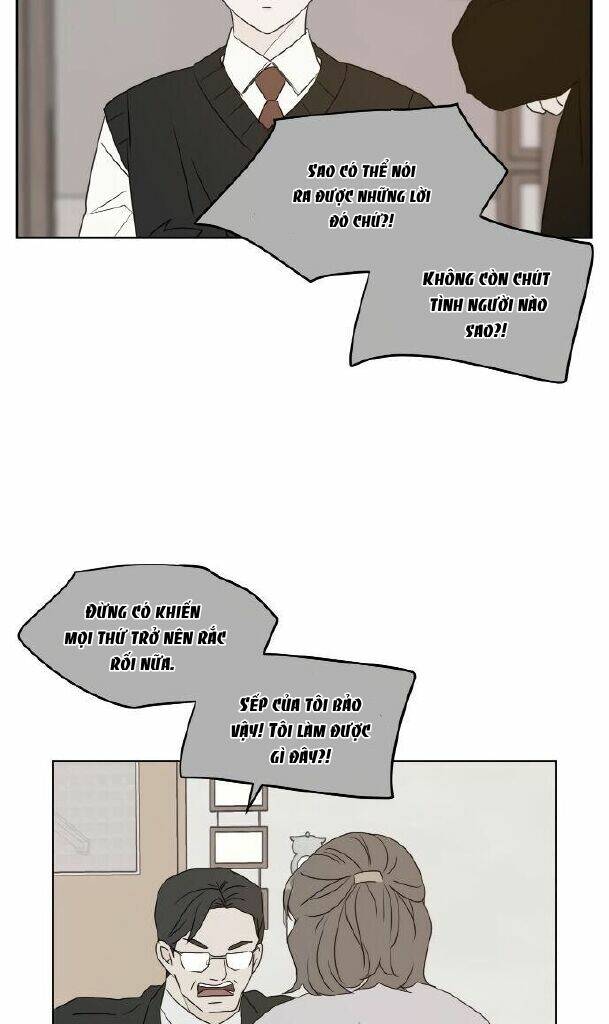 SAO CÓ THỂ NÓI
RA ĐƯỢC NHỮNG LỜI
ĐÓ CHỨ?!
KHÔNG CÒN CHÚT
TÌNH NGƯỜI NÀO
SAO?!
ĐỪNG CÓ KHIẾN
MỌI THỨ TRỞ NÊN RẮC
RỐI NỮA.
SẾP CỦA TÔI BẢO
VẬY! TÔI LÀM ĐƯỢC
GÌ ĐÂY?!